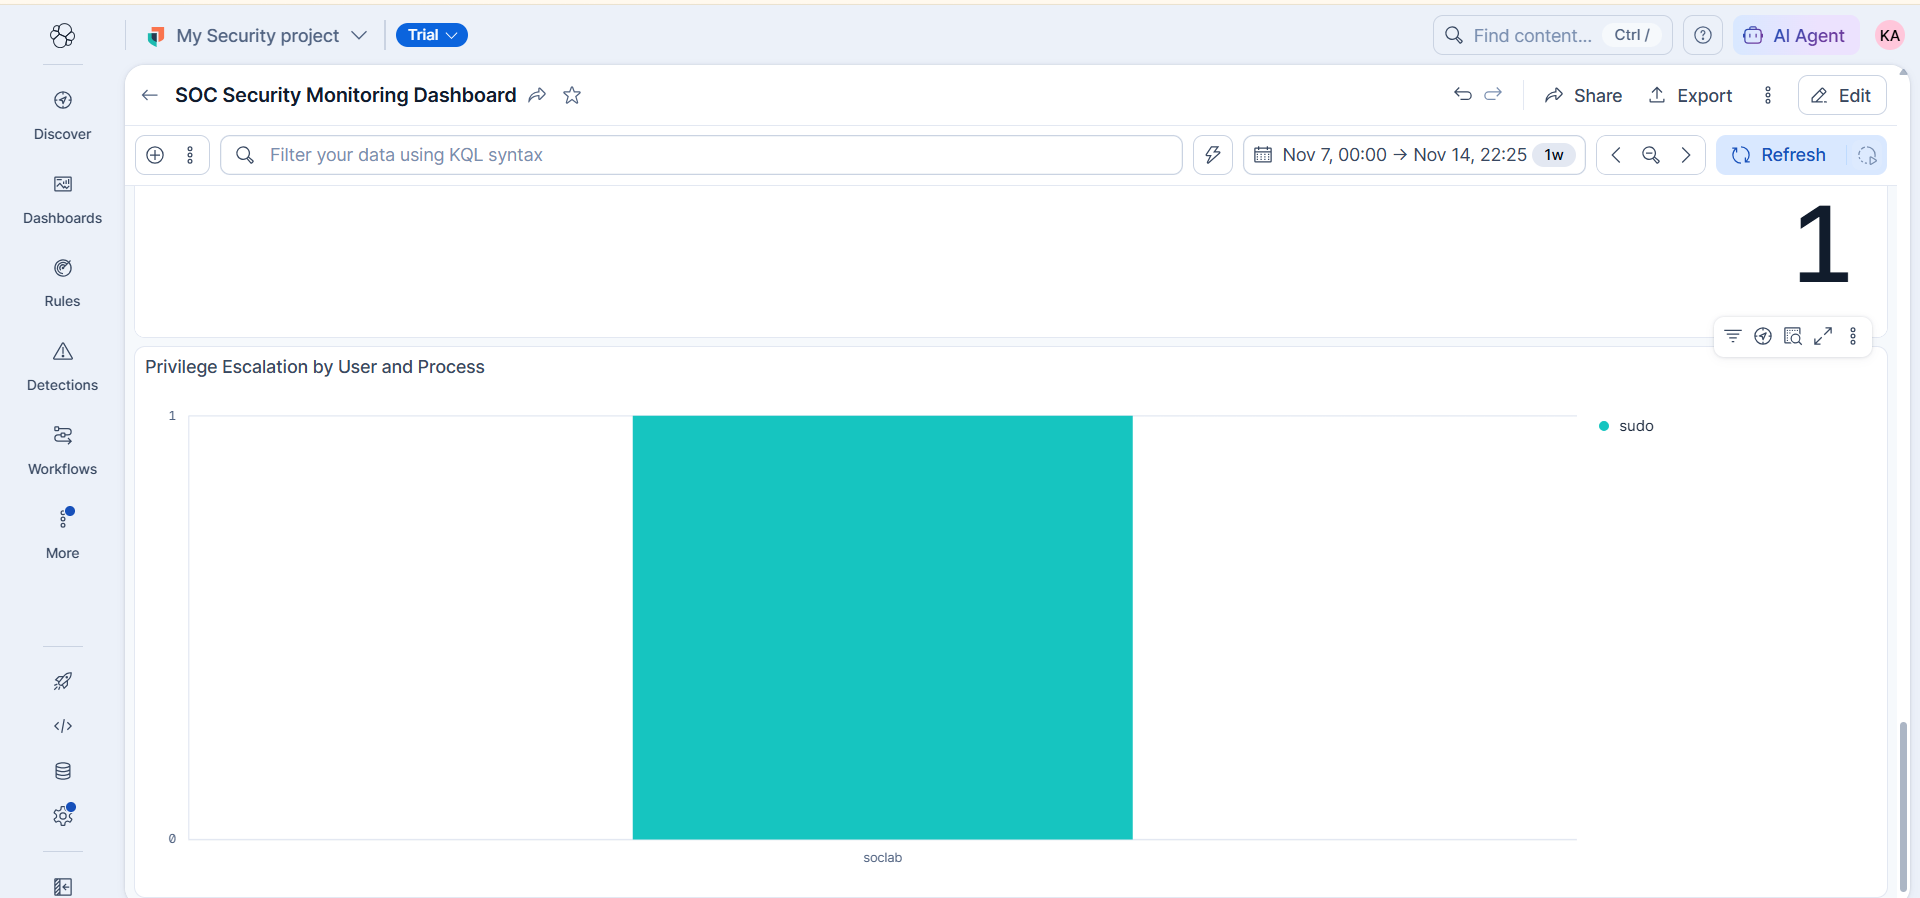 My Security project
Trial
Find content...
Ctrl /
AI Agent
KA
SOC Security Monitoring Dashboard
Share
Export
Edit
Filter your data using KQL syntax
Nov 7, 00:00 → Nov 14, 22:25
1w
Refresh
Discover
Dashboards
Rules
Detections
Workflows
More
1
Privilege Escalation by User and Process
1
0
soclab
sudo